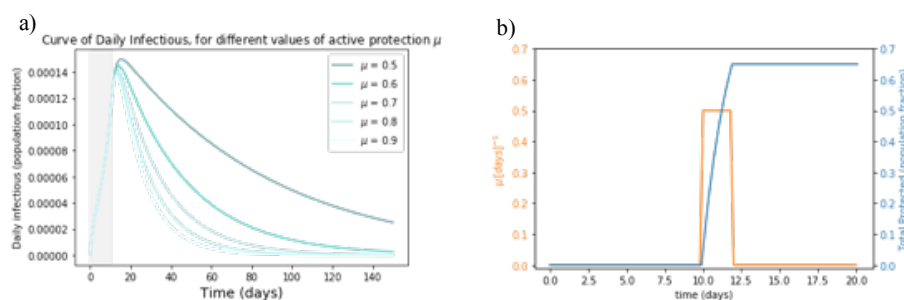 a)
Curve of Daily Infectious, for different values of active protection μ
Daily infectious (population fraction)
0.00014
0.00012
0.00010
0.00008
0.00006
0.00004
0.00002
0.00000
μ = 0.5
μ = 0.6
μ = 0.7
μ = 0.8
μ = 0.9
0 20 40 60 80 100 120 140
Time (days)
b)
μ[days]⁻¹
0.7
0.6
0.5
0.4
0.3
0.2
0.1
0.0
0.0 2.5 5.0 7.5 10.0 12.5 15.0 17.5 20.0
time (days)
0.7
0.6
0.5
0.4
0.3
0.2
0.1
0.0
Total Protected (population fraction)